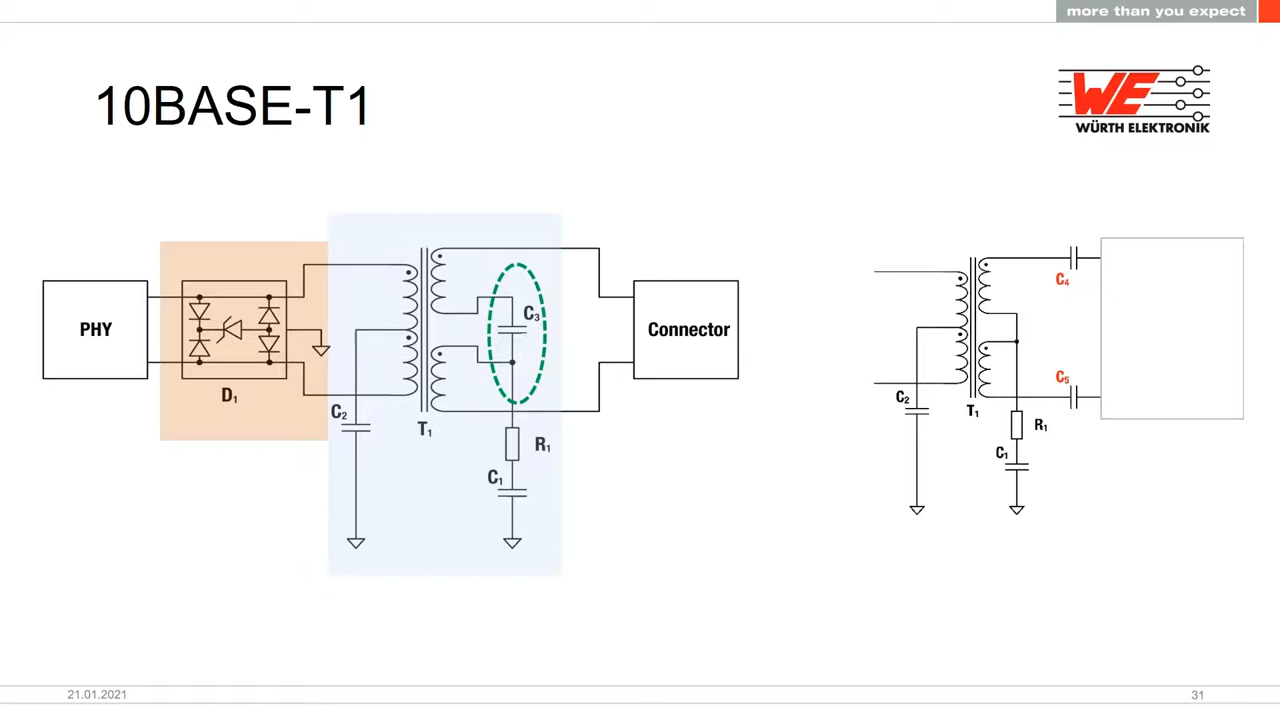 more than you expect
10BASE-T1
WE
WÜRTH ELEKTRONIK
PHY
D1
C2
T1
C3
R1
C1
Connector
C4
C5
C2
T1
R1
C1
21.01.2021
31